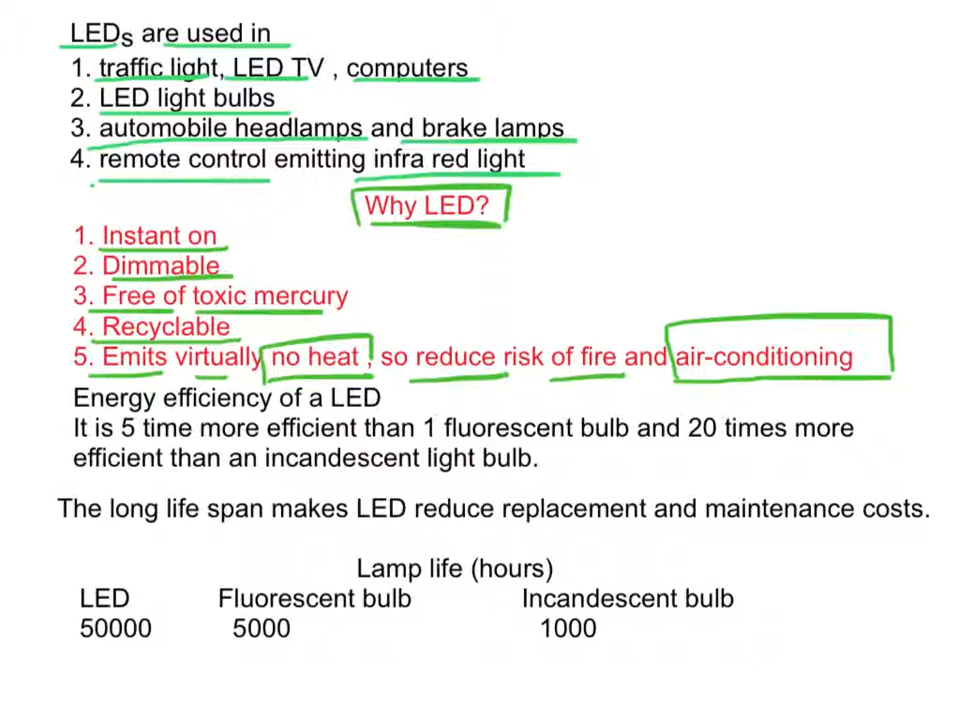 LEDs are used in
1. traffic light, LED TV , computers
2. LED light bulbs
3. automobile headlamps and brake lamps
4. remote control emitting infra red light
Why LED?
1. Instant on
2. Dimmable
3. Free of toxic mercury
4. Recyclable
5. Emits virtually no heat , so reduce risk of fire and air-conditioning
Energy efficiency of a LED
It is 5 time more efficient than 1 fluorescent bulb and 20 times more
efficient than an incandescent light bulb.
The long life span makes LED reduce replacement and maintenance costs.
Lamp life (hours)
LED Fluorescent bulb Incandescent bulb
50000 5000 1000